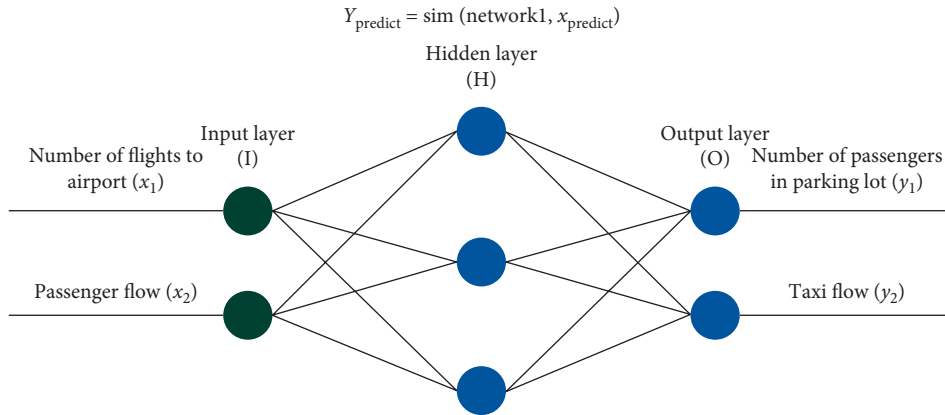 Y_predict = sim (network1, x_predict)
Hidden layer
(H)
Input layer
(I)
Output layer
(O)
Number of flights to
airport (x₁)
Number of passengers
in parking lot (y₁)
Passenger flow (x₂)
Taxi flow (y₂)